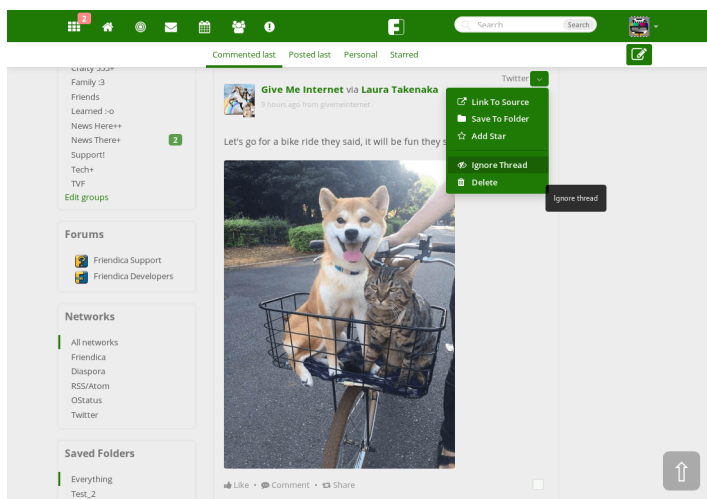 2
Search
Search
Commented last
Posted last
Personal
Starred
Crafty 555+
Family :3
Friends
Learned :-o
News Here++
News There+
2
Support!
Tech+
TVF
Edit groups
Forums
Friendica Support
Friendica Developers
Networks
All networks
Friendica
Diaspora
RSS/Atom
OStatus
Twitter
Saved Folders
Everything
Test_2
Twitter
Give Me Internet via Laura Takenaka
9 hours ago from givemeinternet
Let's go for a bike ride they said, it will be fun they s
Link To Source
Save To Folder
Add Star
Ignore Thread
Delete
Ignore thread
Like • Comment • Share